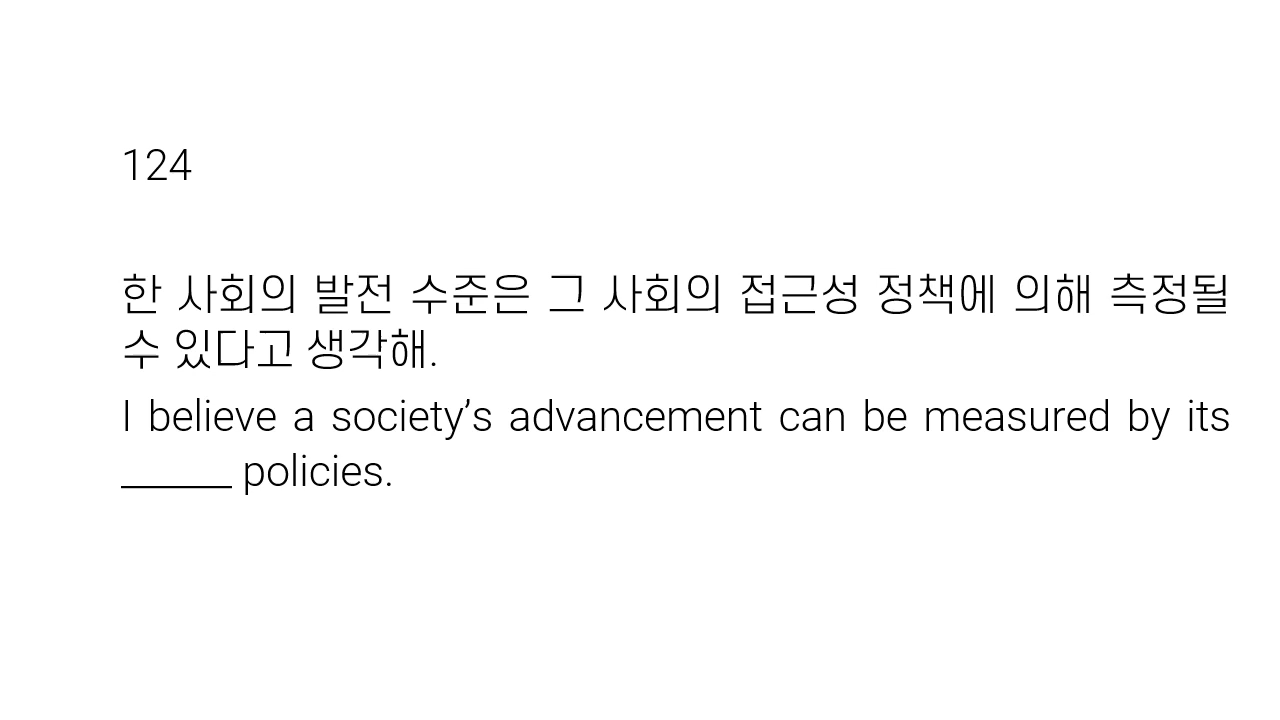 124
한 사회의 발전 수준은 그 사회의 접근성 정책에 의해 측정될
수 있다고 생각해.
I believe a society’s advancement can be measured by its
______ policies.